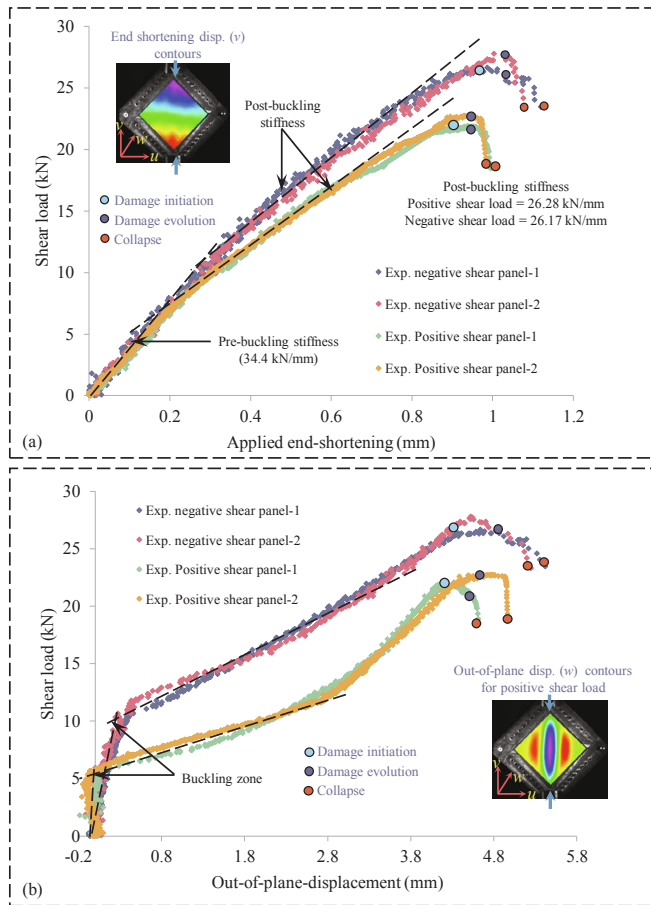 30
25
20
15
10
5
0
Shear load (kN)
End shortening disp. (v)
contours
v
w
u
Post-buckling
stiffness
Damage initiation
Damage evolution
Collapse
Post-buckling stiffness
Positive shear load = 26.28 kN/mm
Negative shear load = 26.17 kN/mm
Exp. negative shear panel-1
Exp. negative shear panel-2
Exp. Positive shear panel-1
Exp. Positive shear panel-2
Pre-buckling stiffness
(34.4 kN/mm)
0 0.2 0.4 0.6 0.8 1 1.2
(a)
Applied end-shortening (mm)
30
25
20
15
10
5
0
Shear load (kN)
Exp. negative shear panel-1
Exp. negative shear panel-2
Exp. Positive shear panel-1
Exp. Positive shear panel-2
Out-of-plane disp. (w) contours
for positive shear load
v
w
u
Buckling zone
Damage initiation
Damage evolution
Collapse
-0.2 0.8 1.8 2.8 3.8 4.8 5.8
(b)
Out-of-plane-displacement (mm)